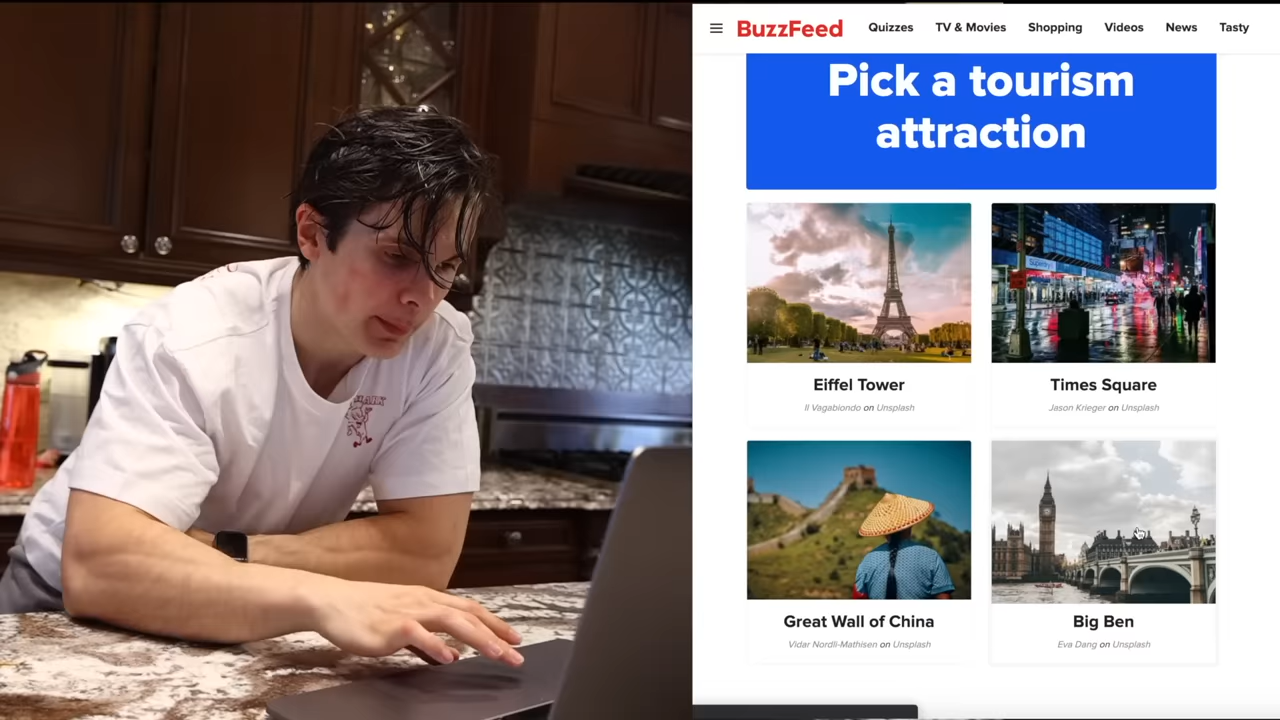 BuzzFeed
Quizzes
TV & Movies
Shopping
Videos
News
Tasty
Pick a tourism
attraction
Eiffel Tower
Il Vagabiondo on Unsplash
Times Square
Jason Krieger on Unsplash
Great Wall of China
Vidar Nordli-Mathisen on Unsplash
Big Ben
Eva Dang on Unsplash